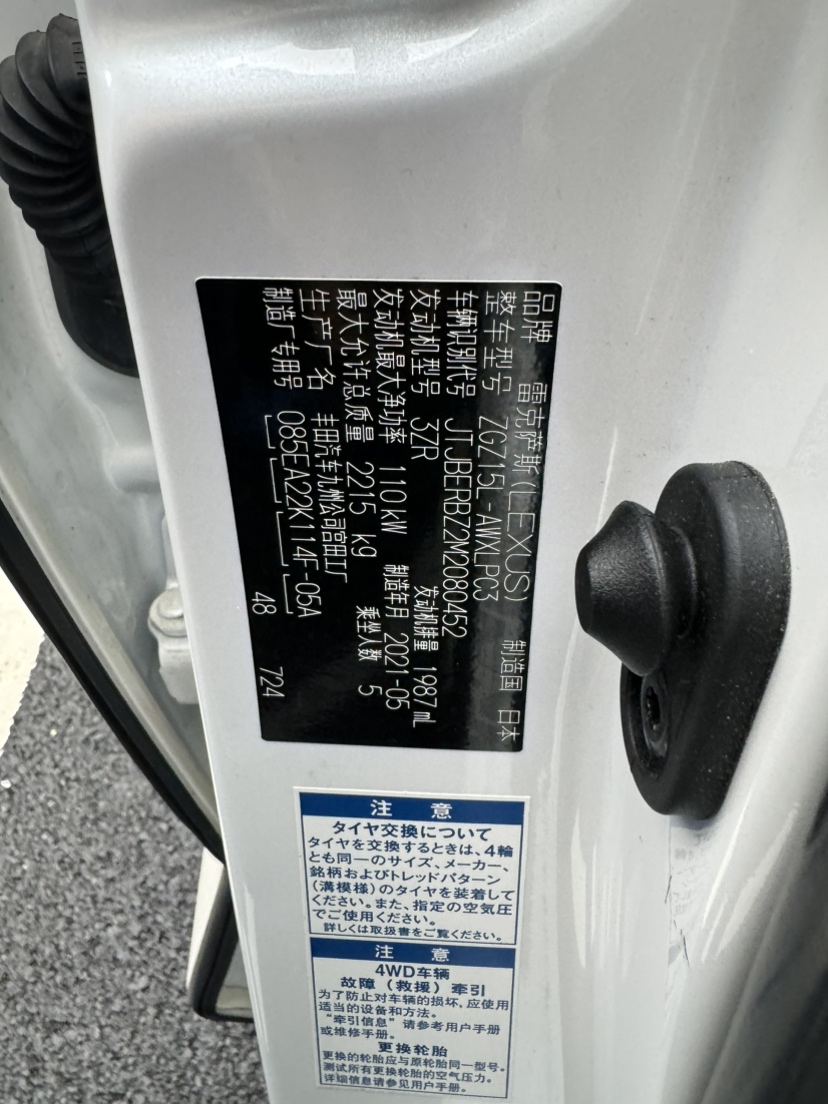 品牌 雷克萨斯(LEXUS) 制造国 日本
整车型号 ZGZ15L-AWXLPC3
车辆识别代号 JTJBERBZ2M2080452
发动机型号 3ZR 发动机排量 1987 mL
发动机最大净功率 110 kW 制造年月 2021-05
最大允许总质量 2215 kg 乘坐人数 5
生产厂名 丰田汽车九州公司宫田工厂
制造厂专用号 085EA22K114F-05A
48 724
注 意
タイヤ交換について
タイヤを交換するときは、4輪
とも同一のサイズ、メーカー、
銘柄およびトレッドパターン
(溝模様)のタイヤを装着して
ください。また、指定の空気圧
でご使用ください。
詳しくは取扱書をご覧ください。
注 意
4WD车辆
故障（救援）牵引
为了防止对车辆的损坏，应使用
适当的设备和方法。
“牵引信息”请参考用户手册
或维修手册。
更换轮胎
更换的轮胎应与原轮胎同一型号。
测试所有更换轮胎的空气压力。
详细信息请参见用户手册。